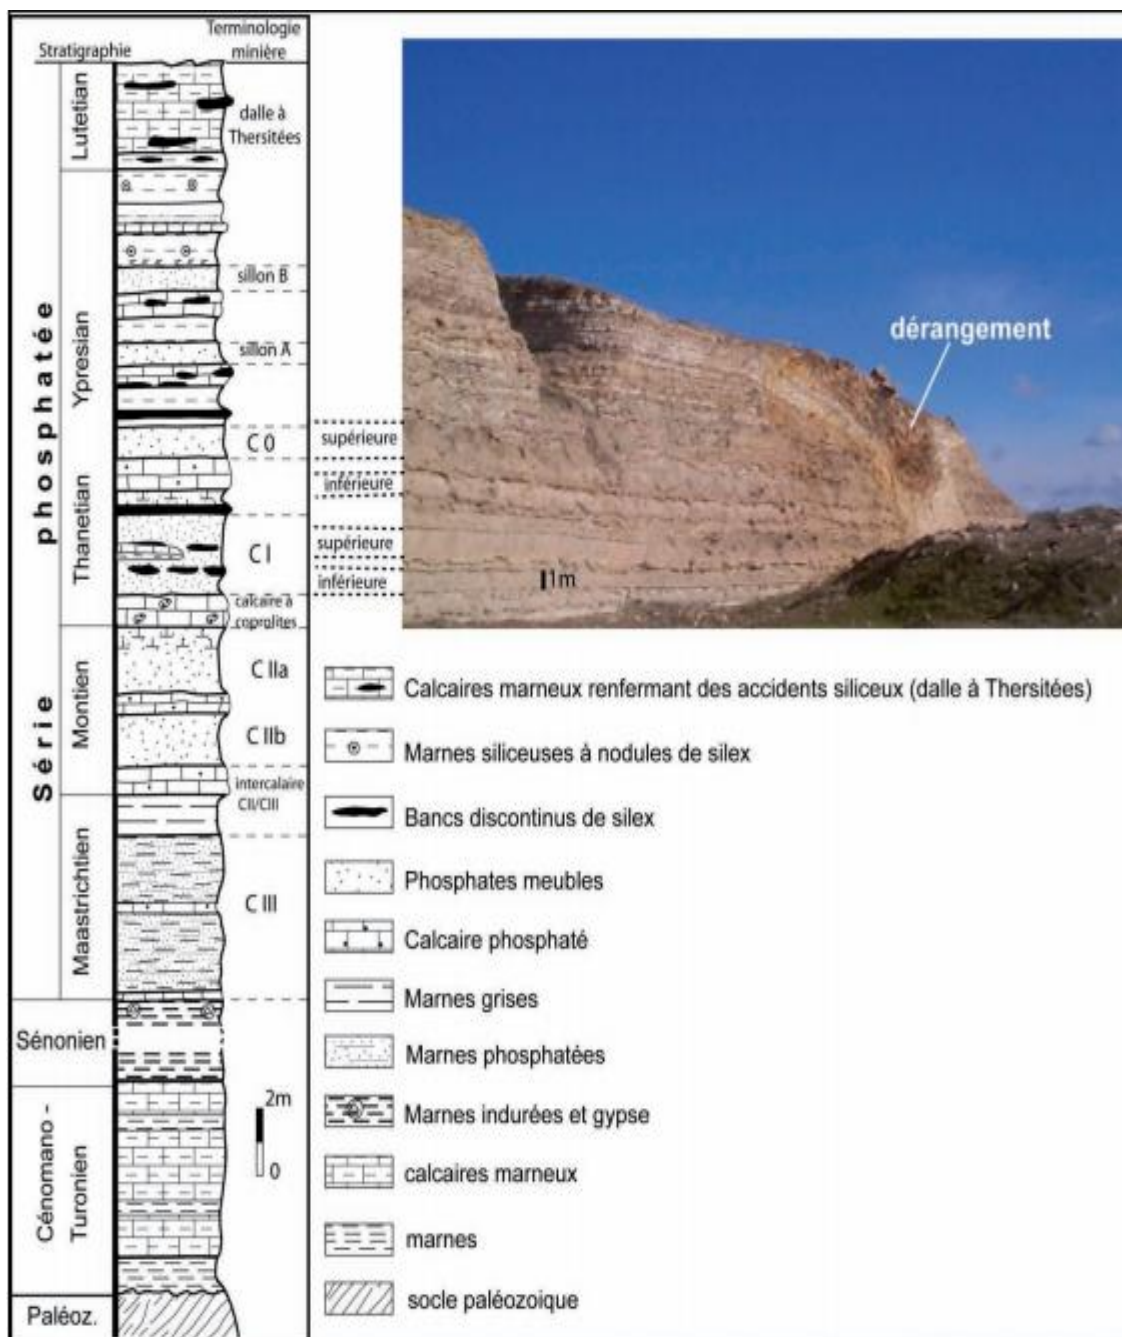 Stratigraphie
Terminologie
minière
Série phosphatée
Lutetian
Ypresian
Thanetian
Montien
Maastrichtien
Sénonien
Cénomano -
Turonien
Paléoz.
dalle à
Thersitées
sillon B
sillon A
C 0
C I
calcaire à
coprolites
C IIa
C IIb
intercalaire
CII/CIII
C III
2m
0
supérieure
inférieure
supérieure
inférieure
dérangement
1m
Calcaires marneux renfermant des accidents siliceux (dalle à Thersitées)
Marnes siliceuses à nodules de silex
Bancs discontinus de silex
Phosphates meubles
Calcaire phosphaté
Marnes grises
Marnes phosphatées
Marnes indurées et gypse
calcaires marneux
marnes
socle paléozoique